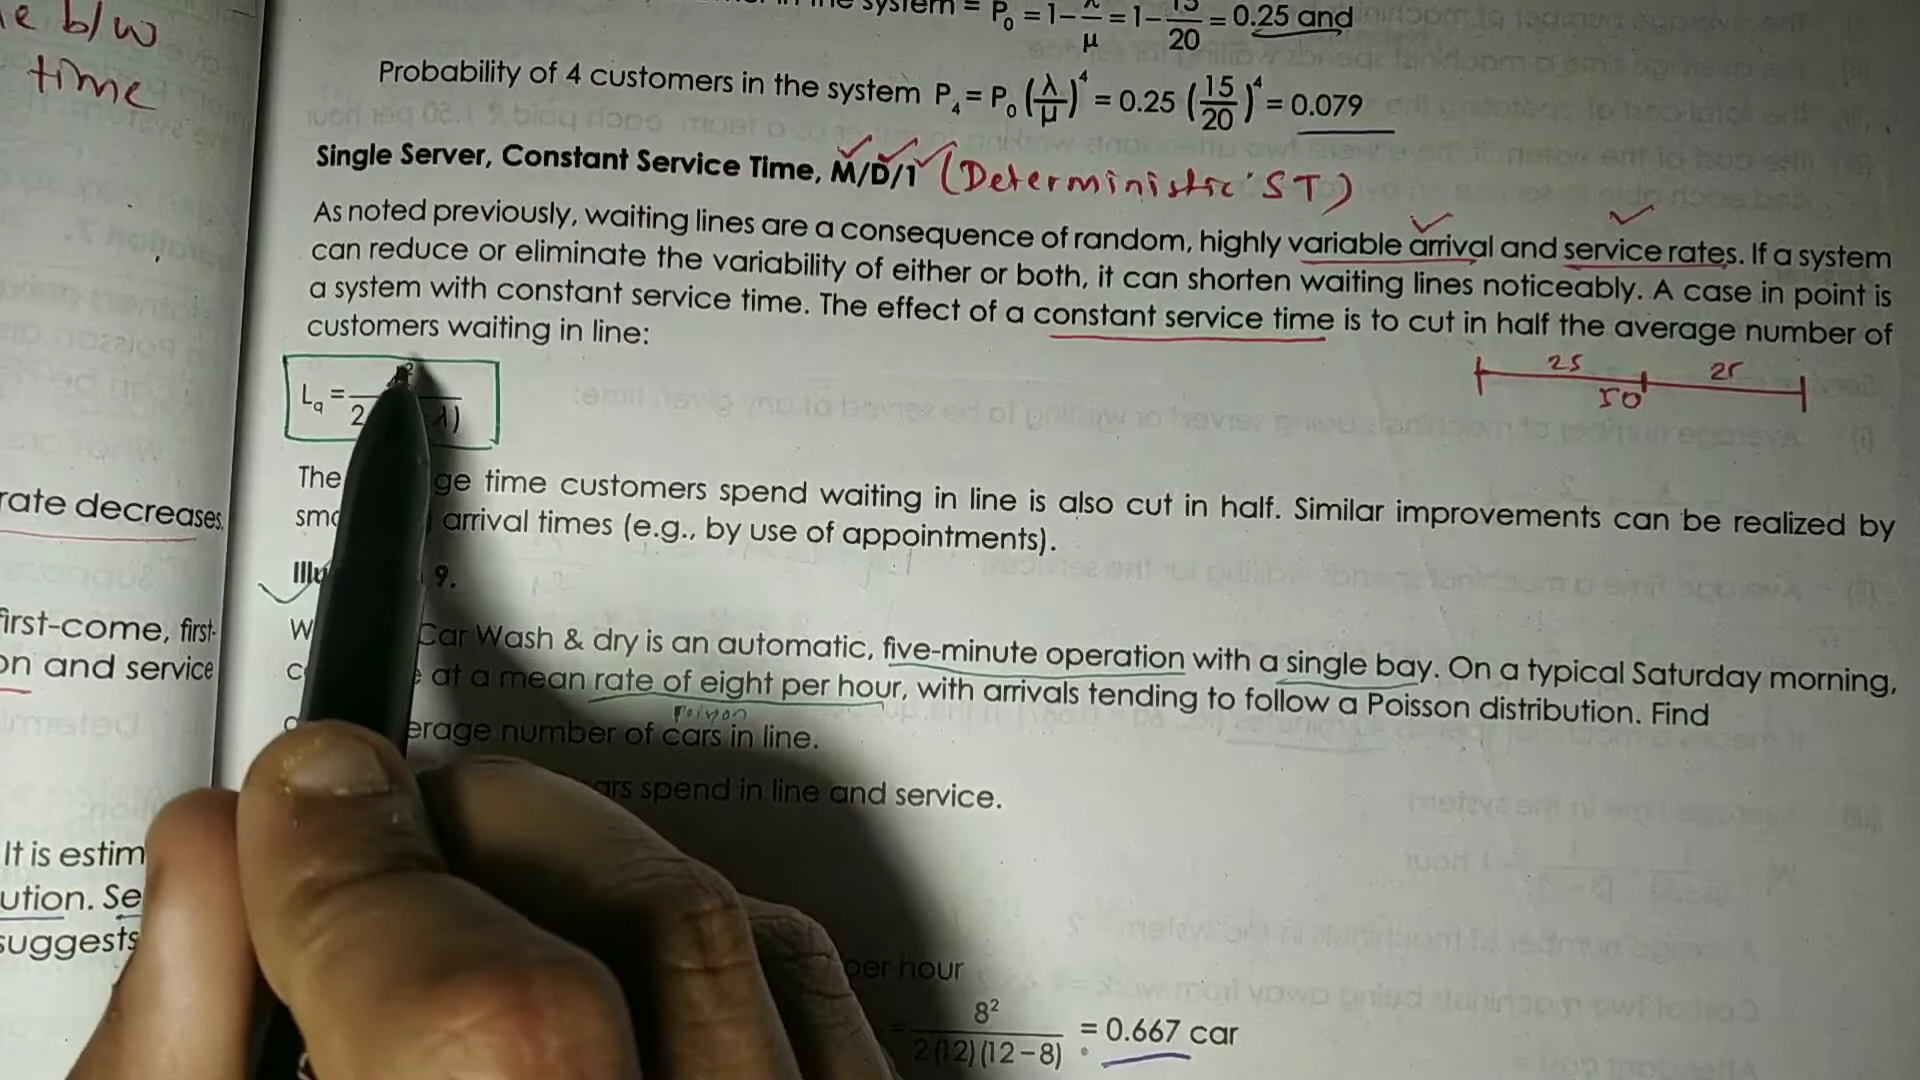 e b/w
time
rate decreases.
first-come, first-
on and service
It is estim
ution. Se
suggests
the system = P₀ = 1 − λ/μ = 1 − 15/20 = 0.25 and
Probability of 4 customers in the system P₄ = P₀ (λ/μ)⁴ = 0.25 (15/20)⁴ = 0.079
Single Server, Constant Service Time, M/D/1 (Deterministic ST)
As noted previously, waiting lines are a consequence of random, highly variable arrival and service rates. If a system
can reduce or eliminate the variability of either or both, it can shorten waiting lines noticeably. A case in point is
a system with constant service time. The effect of a constant service time is to cut in half the average number of
customers waiting in line:
25 25
50
Lq = 2 λ)
The ge time customers spend waiting in line is also cut in half. Similar improvements can be realized by
smo arrival times (e.g., by use of appointments).
Illu 9.
W Car Wash & dry is an automatic, five-minute operation with a single bay. On a typical Saturday morning,
c at a mean rate of eight per hour, with arrivals tending to follow a Poisson distribution. Find
Poisson
erage number of cars in line.
ars spend in line and service.
per hour
= 8²/2(12)(12−8) = 0.667 car